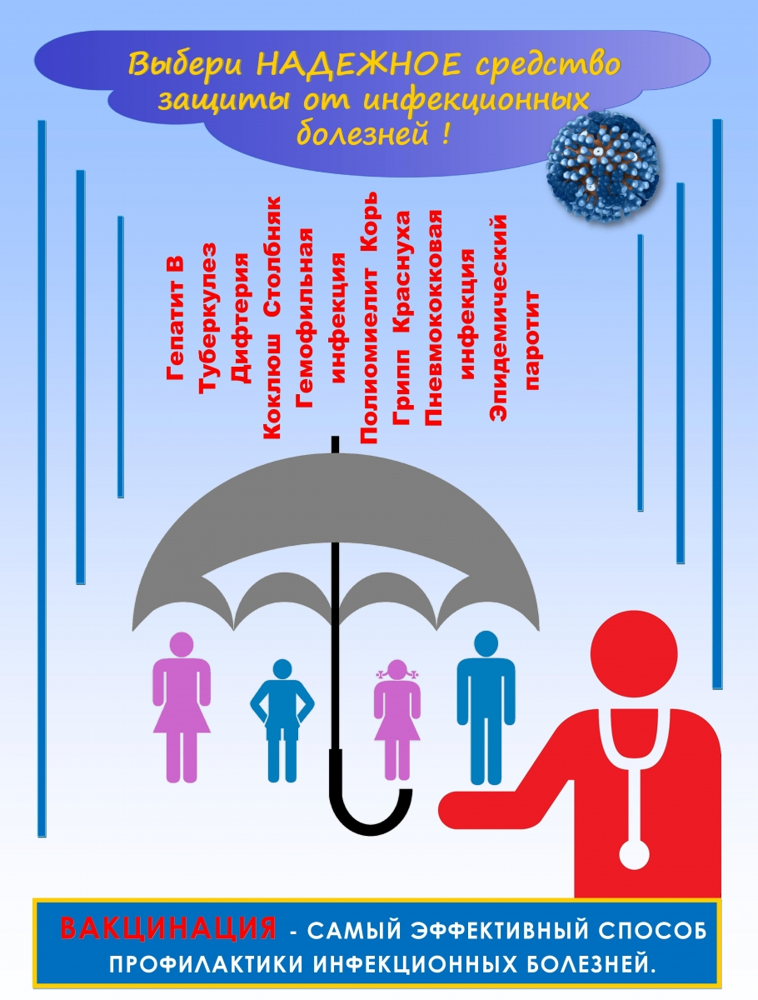 Выбери НАДЕЖНОЕ средство
защиты от инфекционных
болезней !
Гепатит В
Туберкулез
Дифтерия
Коклюш Столбняк
Гемофильная
инфекция
Полиомиелит Корь
Грипп Краснуха
Пневмококковая
инфекция
Эпидемический
паротит
ВАКЦИНАЦИЯ - САМЫЙ ЭФФЕКТИВНЫЙ СПОСОБ
ПРОФИЛАКТИКИ ИНФЕКЦИОННЫХ БОЛЕЗНЕЙ.